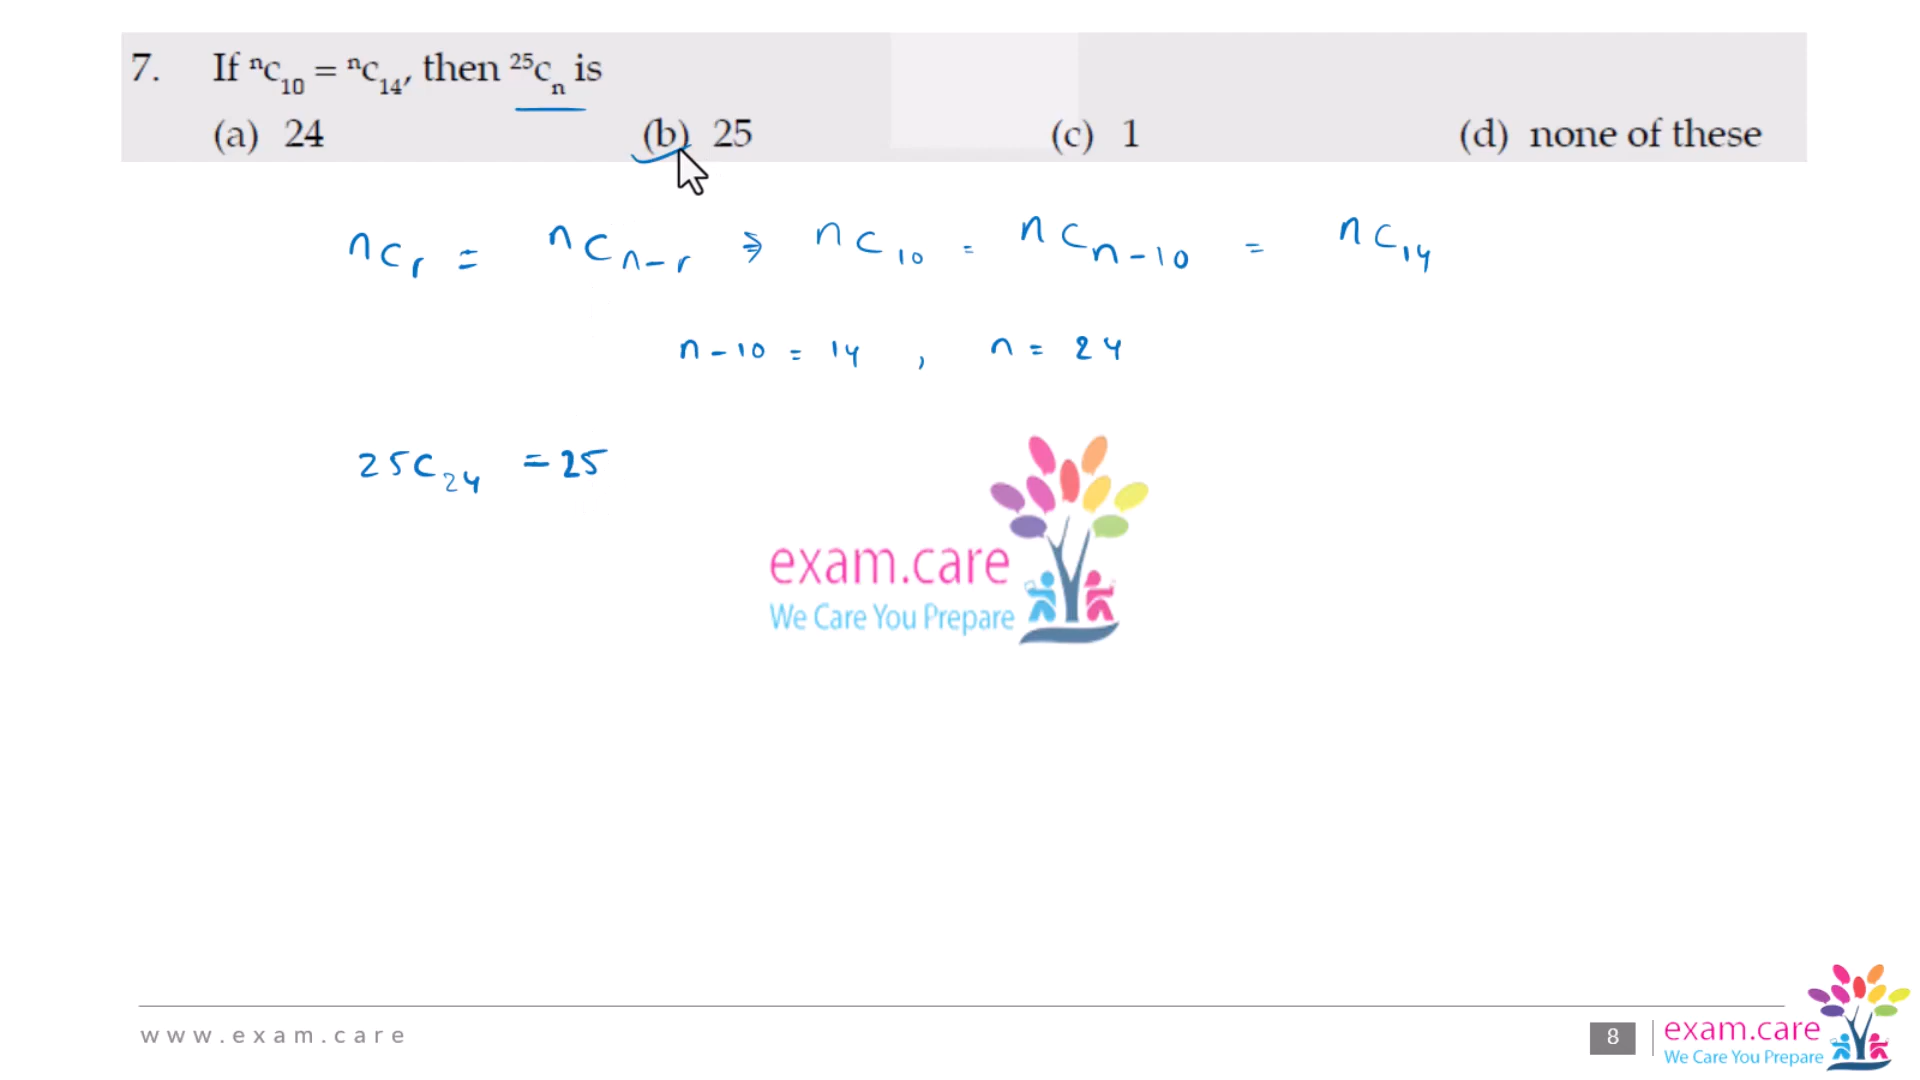 7. If ⁿc₁₀ = ⁿc₁₄, then ²⁵cₙ is
(a) 24 (b) 25 (c) 1 (d) none of these
nCr = nCn-r ⇒ nC10 = nCn-10 = nC14
n-10 = 14 , n = 24
25C24 = 25
exam.care
We Care You Prepare
www.exam.care 8 exam.care
We Care You Prepare